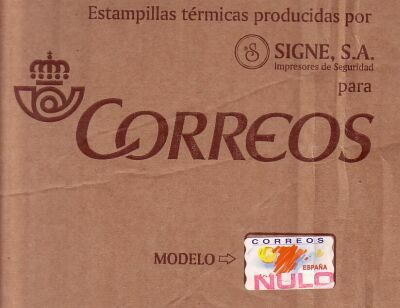 Estampillas térmicas producidas por
SIGNE, S.A.
Impresores de Seguridad
para
CORREOS
MODELO
CORREOS
ESPAÑA
NULO